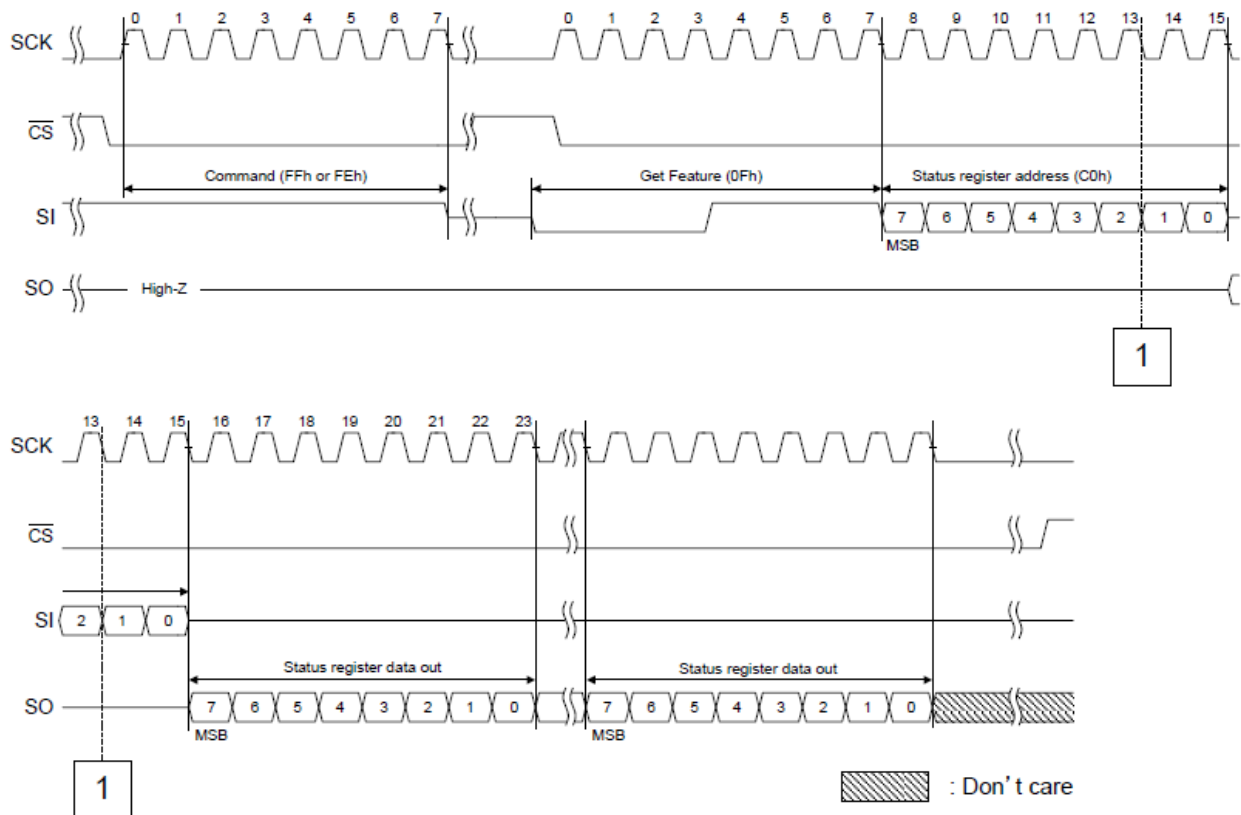 0 1 2 3 4 5 6 7 0 1 2 3 4 5 6 7 8 9 10 11 12 13 14 15
SCK
CS
Command (FFh or FEh) Get Feature (0Fh) Status register address (C0h)
SI 7 6 5 4 3 2 1 0
MSB
SO High-Z
1
13 14 15 16 17 18 19 20 21 22 23
SCK
CS
SI 2 1 0
Status register data out Status register data out
SO 7 6 5 4 3 2 1 0 7 6 5 4 3 2 1 0
MSB MSB
1
: Don't care